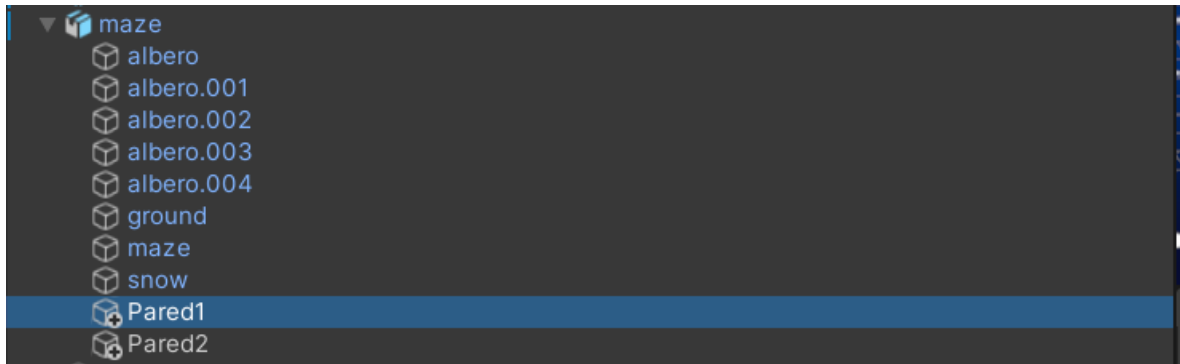 maze
albero
albero.001
albero.002
albero.003
albero.004
ground
maze
snow
Pared1
Pared2